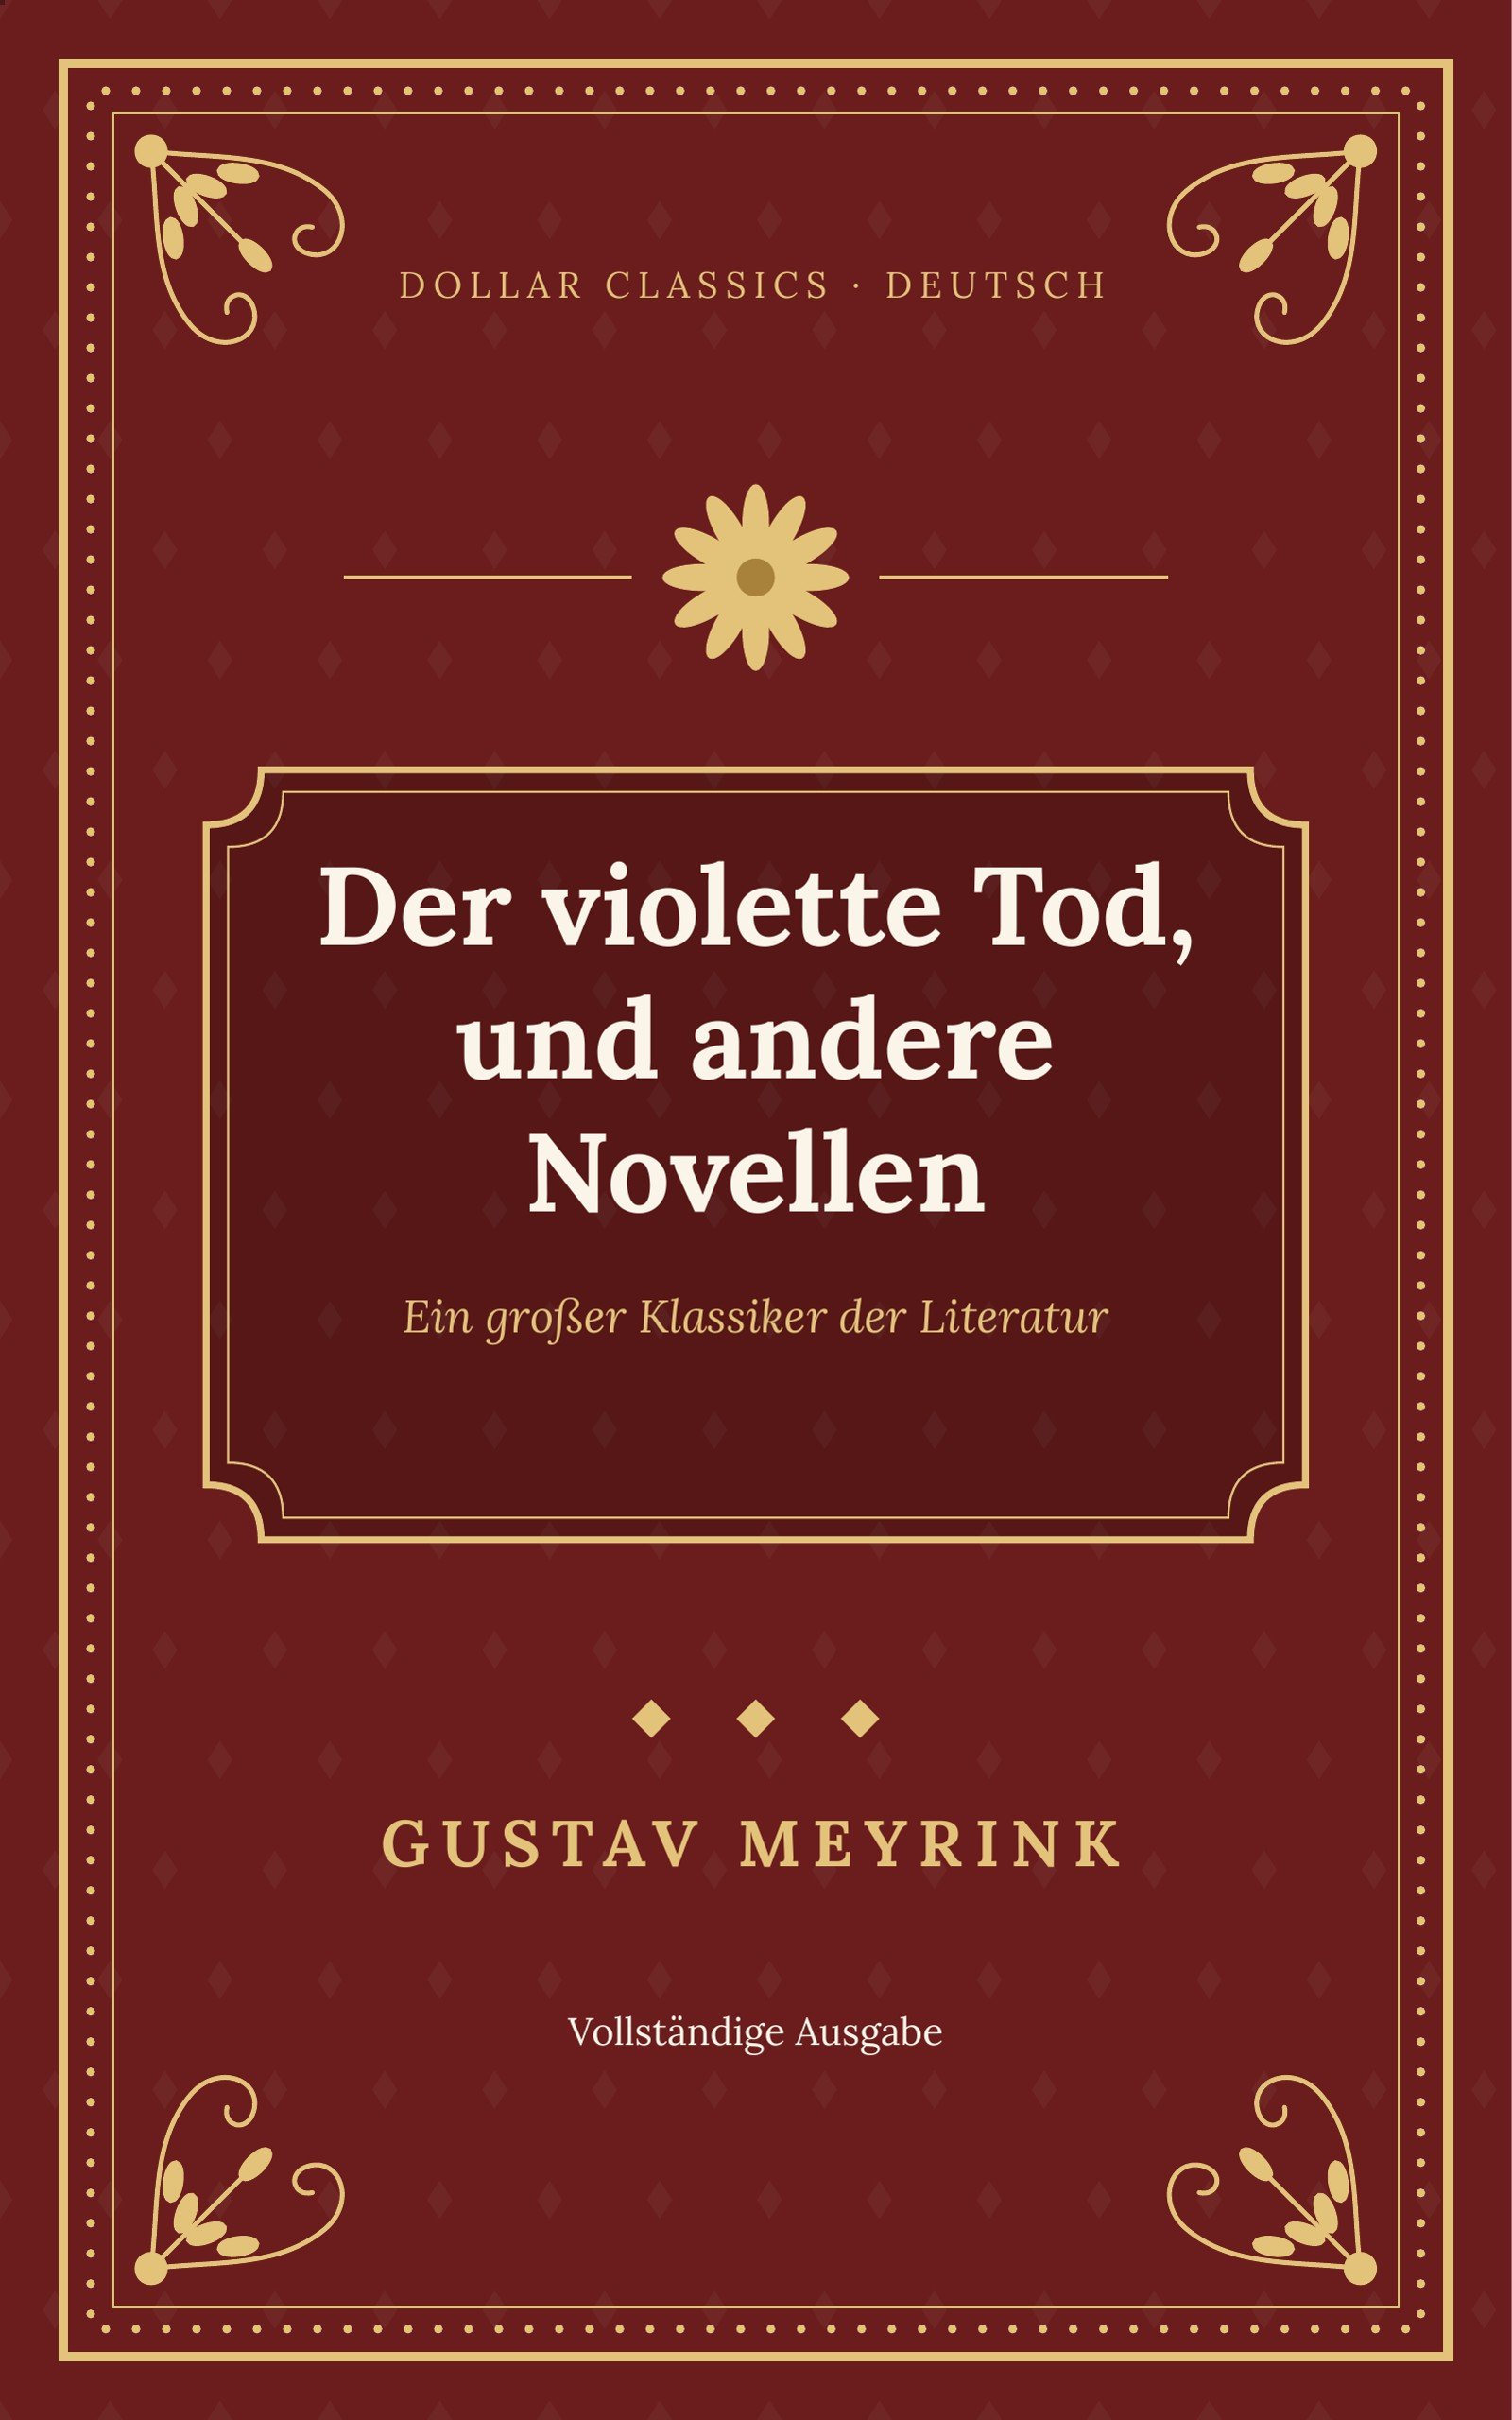 DOLLAR CLASSICS · DEUTSCH
Der violette Tod,
und andere
Novellen
Ein großer Klassiker der Literatur
GUSTAV MEYRINK
Vollständige Ausgabe